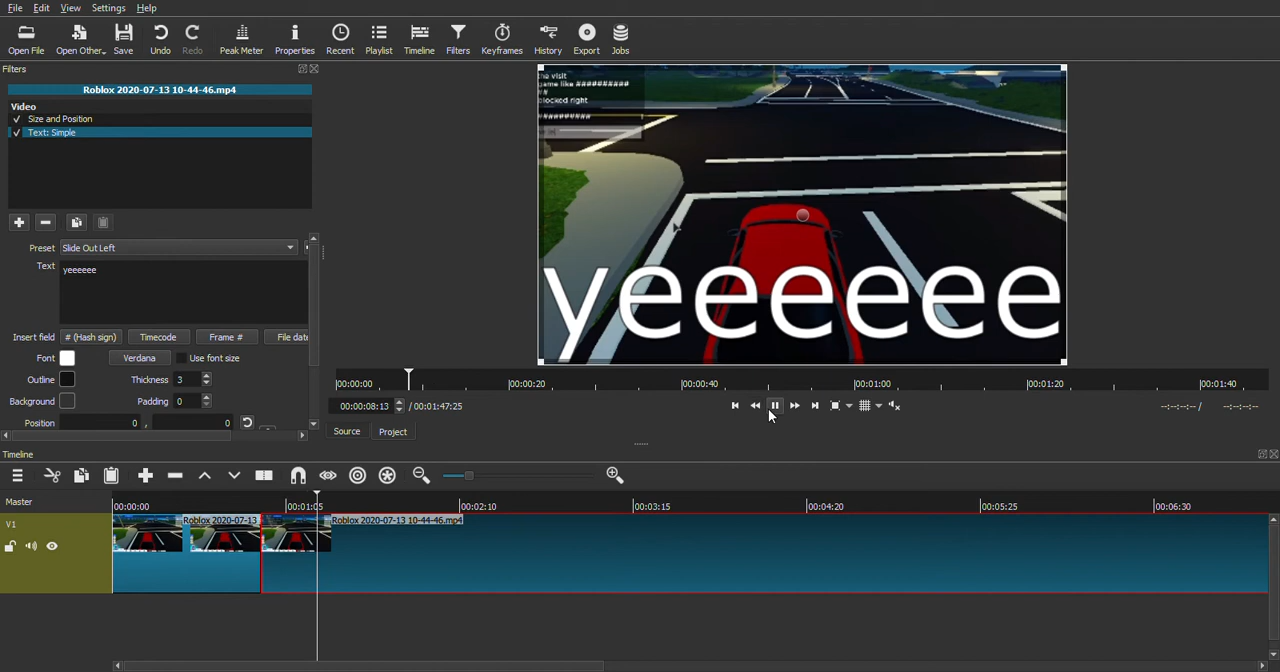 File Edit View Settings Help
Open File Open Other... Save Undo Redo Peak Meter Properties Recent Playlist Timeline Filters Keyframes History Export Jobs
Filters
Roblox 2020-07-13 10-44-46.mp4
Video
Size and Position
Text: Simple
Preset Slide Out Left
Text yeeeeee
Insert field # (Hash sign) Timecode Frame # File date
Font Verdana Use font size
Outline Thickness 3
Background Padding 0
Position 0 , 0
the visit
game like ##########
##
blocked right
##########
yeeeeee
00:00:00 00:00:20 00:00:40 00:01:00 00:01:20 00:01:40
00:00:08:13 / 00:01:47:25 --:--:--:-- / --:--:--:--
Source Project
Timeline
Master 00:00:00 00:01:05 00:02:10 00:03:15 00:04:20 00:05:25 00:06:30
V1 Roblox 2020-07-13 Roblox 2020-07-13 10-44-46.mp4